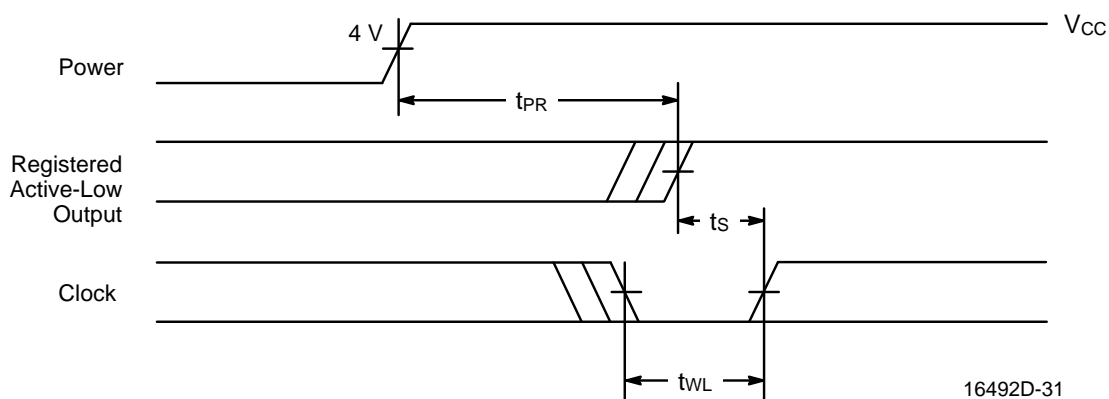 4 V
VCC
Power
tPR
Registered
Active-Low
Output
tS
Clock
tWL
16492D-31